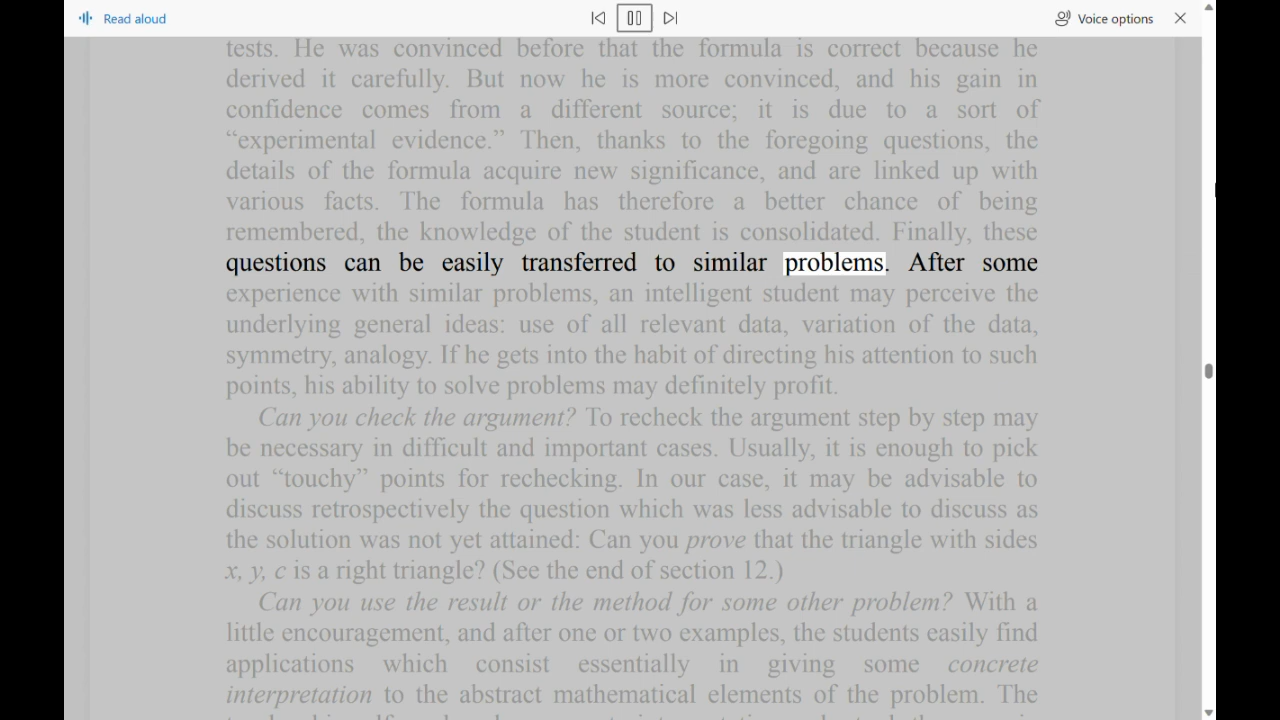 Read aloud
Voice options
tests. He was convinced before that the formula is correct because he
derived it carefully. But now he is more convinced, and his gain in
confidence comes from a different source; it is due to a sort of
“experimental evidence.” Then, thanks to the foregoing questions, the
details of the formula acquire new significance, and are linked up with
various facts. The formula has therefore a better chance of being
remembered, the knowledge of the student is consolidated. Finally, these
questions can be easily transferred to similar problems. After some
experience with similar problems, an intelligent student may perceive the
underlying general ideas: use of all relevant data, variation of the data,
symmetry, analogy. If he gets into the habit of directing his attention to such
points, his ability to solve problems may definitely profit.
Can you check the argument? To recheck the argument step by step may
be necessary in difficult and important cases. Usually, it is enough to pick
out “touchy” points for rechecking. In our case, it may be advisable to
discuss retrospectively the question which was less advisable to discuss as
the solution was not yet attained: Can you prove that the triangle with sides
x, y, c is a right triangle? (See the end of section 12.)
Can you use the result or the method for some other problem? With a
little encouragement, and after one or two examples, the students easily find
applications which consist essentially in giving some concrete
interpretation to the abstract mathematical elements of the problem. The